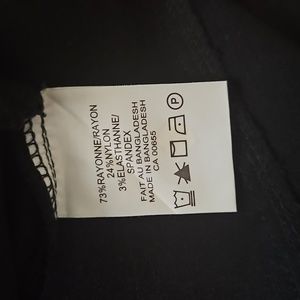 73%RAYONNE/RAYON
24%NYLON
3%ELASTHANNE/
SPANDEX
FAIT AU BANGLADESH
MADE IN BANGLADESH
CA 00655
P